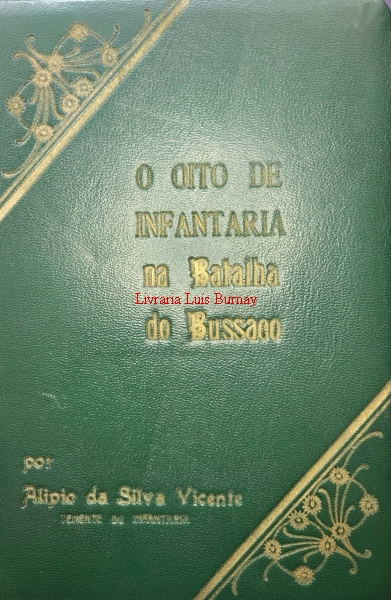 O OITO DE
INFANTARIA
na Batalha
Livraria Luis Burnay
do Bussaco
por
Alipio da Silva Vicente
TENENTE DE INFANTARIA